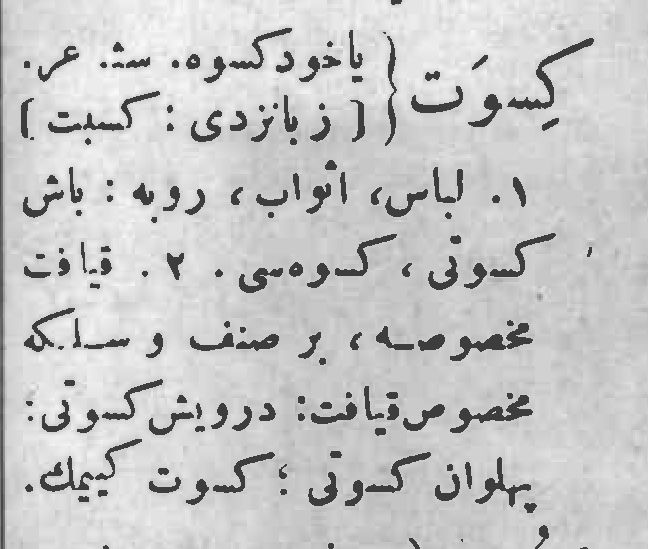 كِسوَت { ياخود كسوه. سث. عر.
[ زبانزدى : كسبت ]
١. لباس، اثواب، روبه : باش
كسوتى ، كسوه‌سى . ٢. قيافت
مخصوصه ، بر صنف و سلكه
مخصوص قيافت: درويش كسوتى:
پهلوان كسوتى ؛ كسوت كييمك.